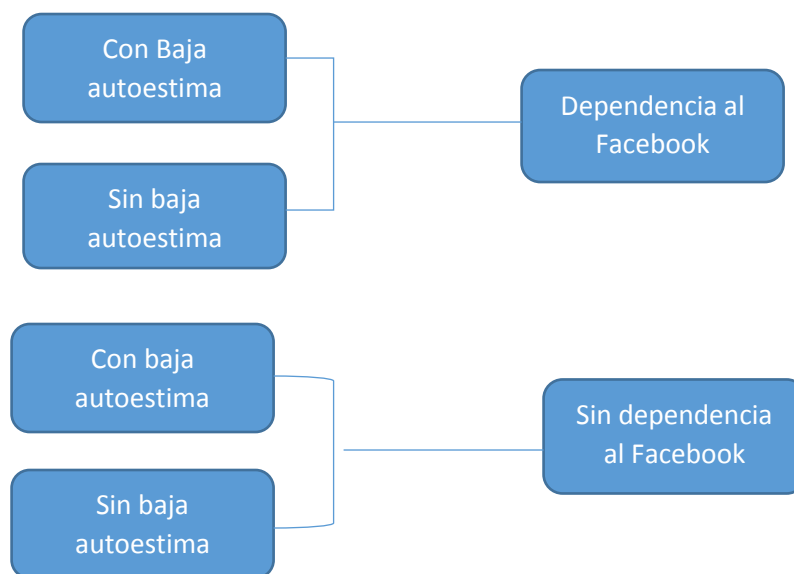 Con Baja
autoestima
Dependencia al
Facebook
Sin baja
autoestima
Con baja
autoestima
Sin dependencia
al Facebook
Sin baja
autoestima